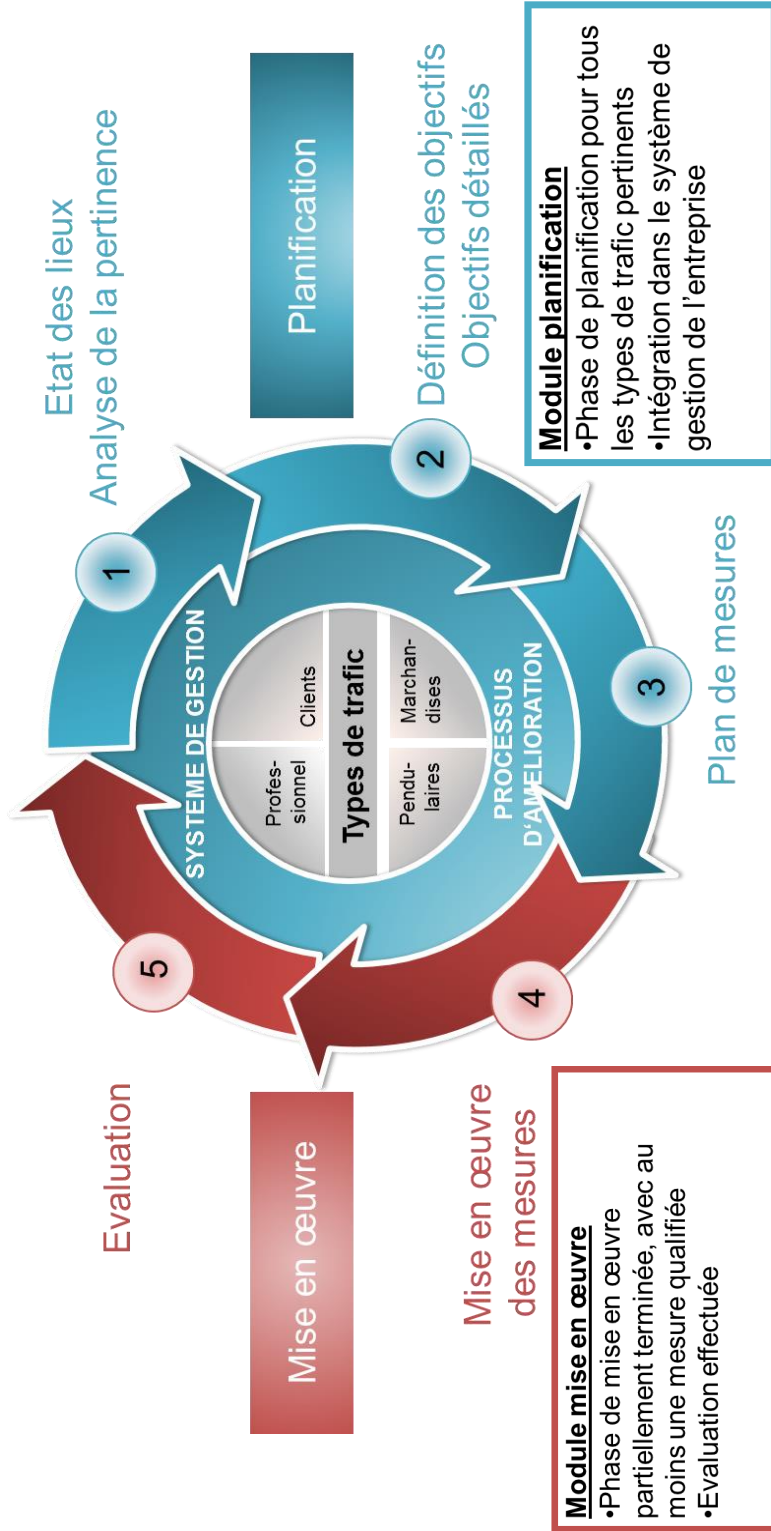 Etat des lieux
Analyse de la pertinence
1
Planification
2
Définition des objectifs
Objectifs détaillés
3
Plan de mesures
Module planification
•Phase de planification pour tous
les types de trafic pertinents
•Intégration dans le système de
gestion de l’entreprise
SYSTEME DE GESTION
Profes-
sionnel
Clients
Types de trafic
Pendu-
laires
Marchan-
dises
PROCESSUS
D‘AMELIORATION
Evaluation
5
Mise en œuvre
4
Mise en œuvre
des mesures
Module mise en œuvre
•Phase de mise en œuvre
partiellement terminée, avec au
moins une mesure qualifiée
•Evaluation effectuée